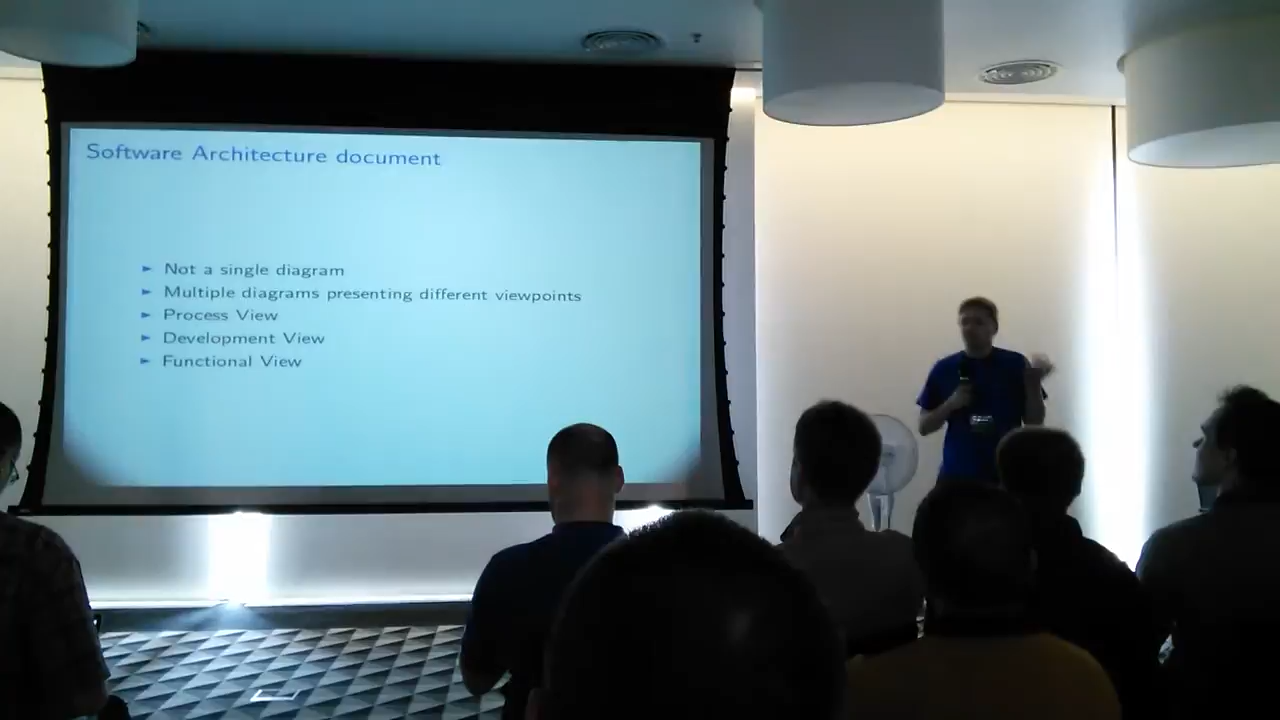 Software Architecture document
Not a single diagram
Multiple diagrams presenting different viewpoints
Process View
Development View
Functional View